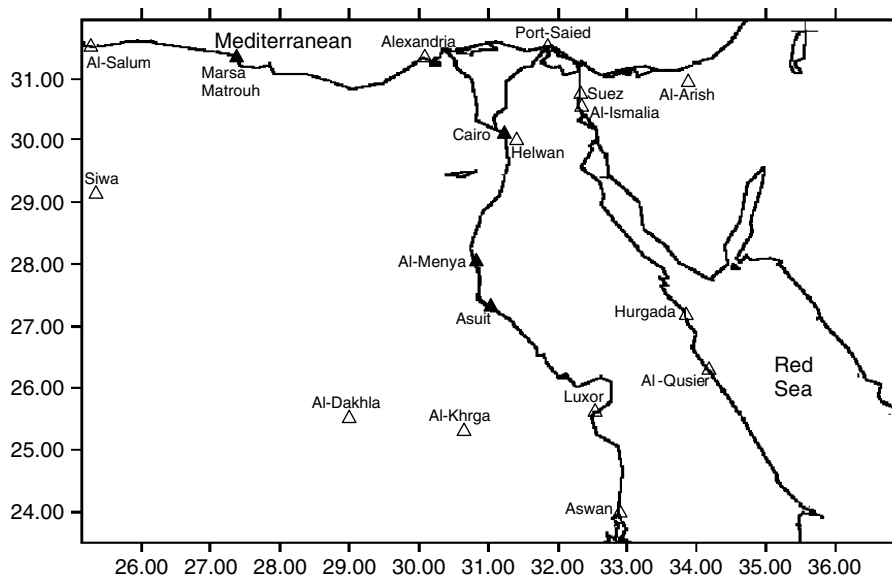 Mediterranean
Alexandria
Port-Saied
Al-Salum
Marsa
Matrouh
31.00
Suez
Al-Arish
Al-Ismalia
Cairo
30.00
Helwan
Siwa
29.00
Al-Menya
28.00
Hurgada
Asuit
27.00
Red
Sea
Al-Qusier
26.00
Al-Dakhla
Al-Khrga
Luxor
25.00
Aswan
24.00
26.00 27.00 28.00 29.00 30.00 31.00 32.00 33.00 34.00 35.00 36.00